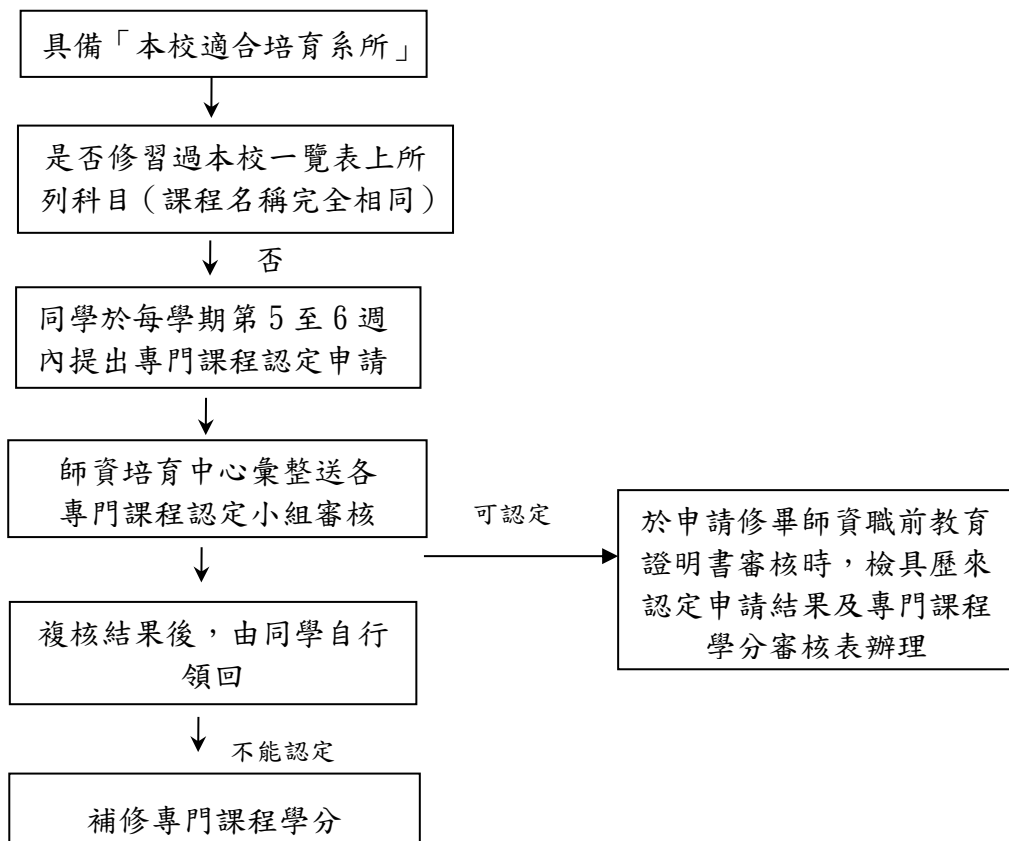 具備「本校適合培育系所」
是否修習過本校一覽表上所
列科目（課程名稱完全相同）
否
同學於每學期第 5 至 6 週
內提出專門課程認定申請
師資培育中心彙整送各
專門課程認定小組審核
可認定
於申請修畢師資職前教育
證明書審核時，檢具歷來
認定申請結果及專門課程
學分審核表辦理
複核結果後，由同學自行
領回
不能認定
補修專門課程學分